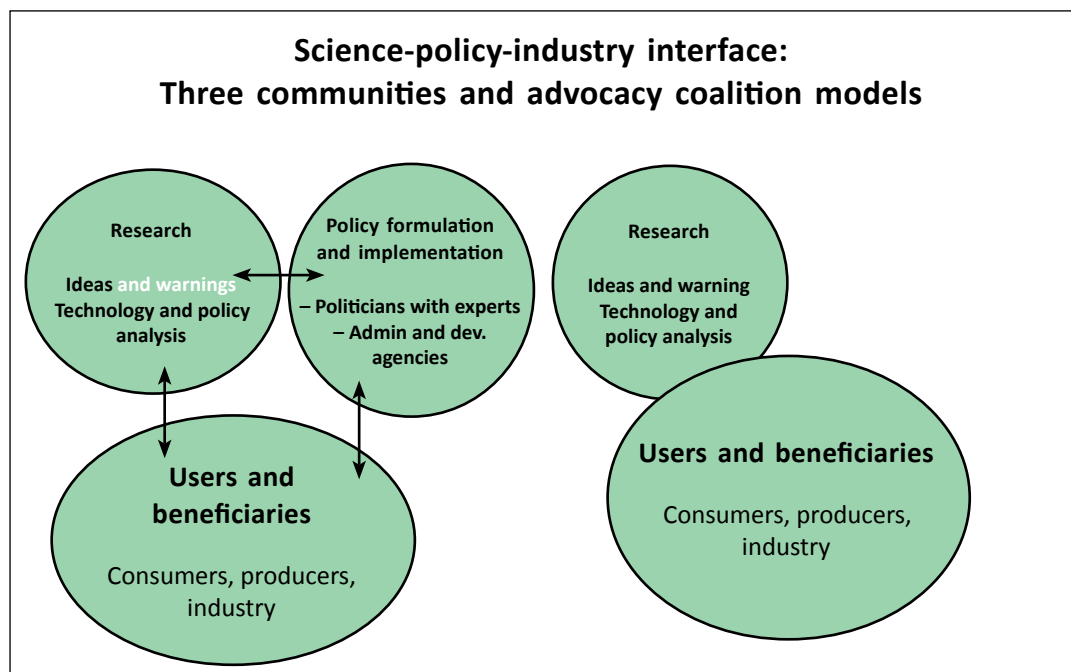 Science-policy-industry interface:
Three communities and advocacy coalition models
Research
Ideas and warnings
Technology and policy
analysis
Policy formulation
and implementation
– Politicians with experts
– Admin and dev.
agencies
Users and
beneficiaries
Consumers, producers,
industry
Research
Ideas and warning
Technology and
policy analysis
Users and beneficiaries
Consumers, producers,
industry